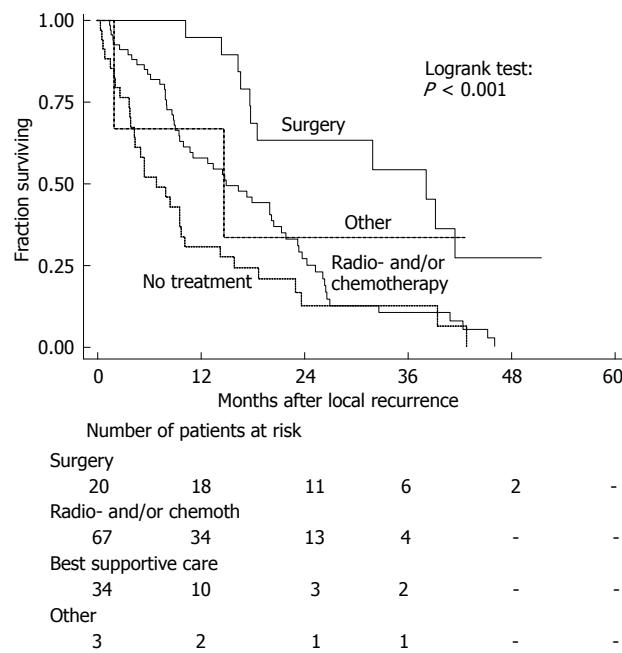 1.00
0.75
0.50
0.25
0.00
Fraction surviving
Logrank test:
P < 0.001
Surgery
Other
Radio- and/or
chemotherapy
No treatment
0 12 24 36 48 60
Months after local recurrence
Number of patients at risk
Surgery
20 18 11 6 2 -
Radio- and/or chemoth
67 34 13 4 - -
Best supportive care
34 10 3 2 - -
Other
3 2 1 1 - -